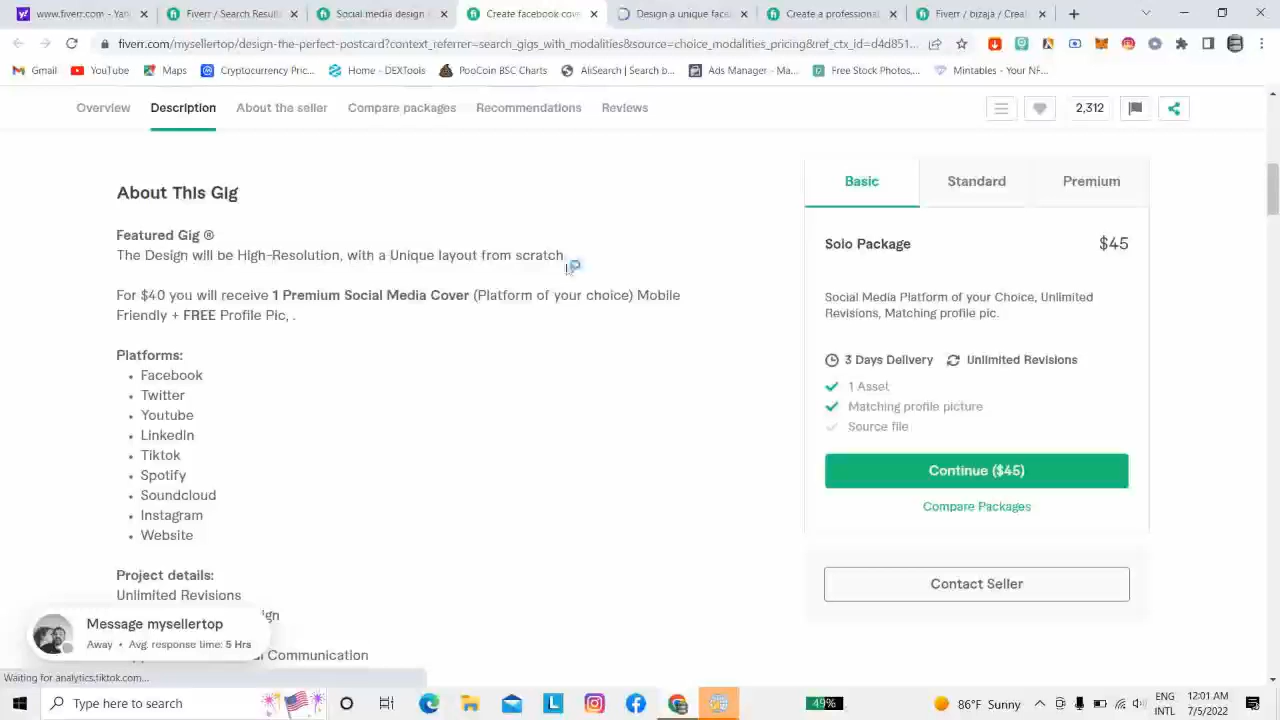 www.fiverr.com/
Fiverr / mysellertop
Social media design
Create facebook cov
Design a unique face
Create a professional
Fiverr / Seller
fiverr.com/mysellertop/design-the-perfect-postcard?context_referrer=search_gigs_with_modalities&source=choice_modalities_pricing&ref_ctx_id=d4d851...
Gmail
YouTube
Maps
Cryptocurrency Pric...
Home - DEXTools
PooCoin BSC Charts
AliSearch | Search b...
Ads Manager - Ma...
Free Stock Photos,...
Mintables - Your NF...
Overview
Description
About the seller
Compare packages
Recommendations
Reviews
2,312
About This Gig
Featured Gig ®
The Design will be High-Resolution, with a Unique layout from scratch
For $40 you will receive 1 Premium Social Media Cover (Platform of your choice) Mobile
Friendly + FREE Profile Pic, .
Platforms:
• Facebook
• Twitter
• Youtube
• LinkedIn
• Tiktok
• Spotify
• Soundcloud
• Instagram
• Website
Project details:
Unlimited Revisions
ign
l Communication
Basic
Standard
Premium
Solo Package
$45
Social Media Platform of your Choice, Unlimited
Revisions, Matching profile pic.
3 Days Delivery
Unlimited Revisions
1 Asset
Matching profile picture
Source file
Continue ($45)
Compare Packages
Contact Seller
Message mysellertop
Away • Avg. response time: 5 Hrs
Waiting for analytics.tiktok.com...
Type here to search
49%
86°F Sunny
ENG
INTL
12:01 AM
7/5/2022